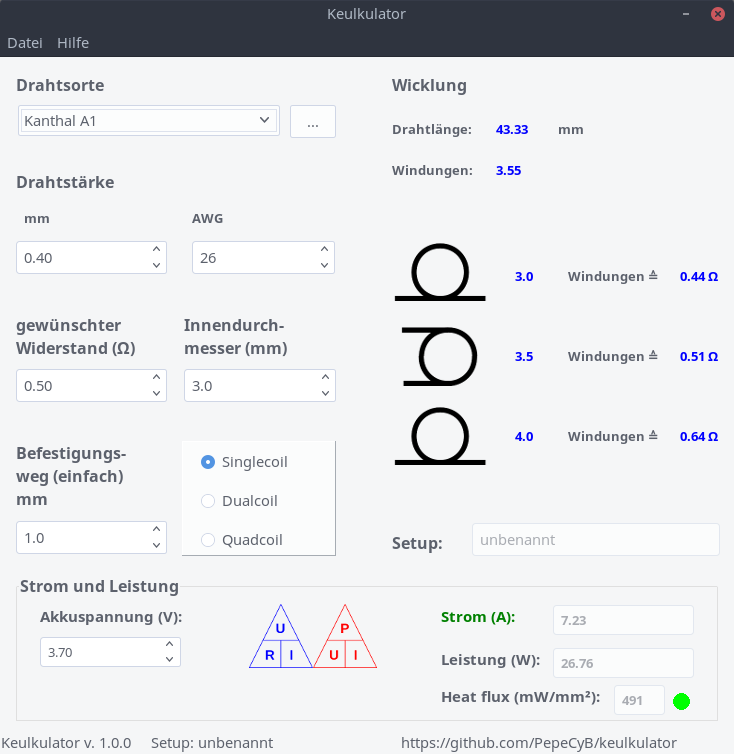 Keulkulator
Datei Hilfe
Drahtsorte
Kanthal A1
...
Drahtstärke
mm
AWG
0.40
26
gewünschter
Widerstand (Ω)
Innendurch-
messer (mm)
0.50
3.0
Befestigungs-
weg (einfach)
mm
1.0
Singlecoil
Dualcoil
Quadcoil
Wicklung
Drahtlänge: 43.33 mm
Windungen: 3.55
3.0 Windungen ≙ 0.44 Ω
3.5 Windungen ≙ 0.51 Ω
4.0 Windungen ≙ 0.64 Ω
Setup: unbenannt
Strom und Leistung
Akkuspannung (V):
3.70
U
R I
P
U I
Strom (A): 7.23
Leistung (W): 26.76
Heat flux (mW/mm²): 491
Keulkulator v. 1.0.0 Setup: unbenannt https://github.com/PepeCyB/keulkulator